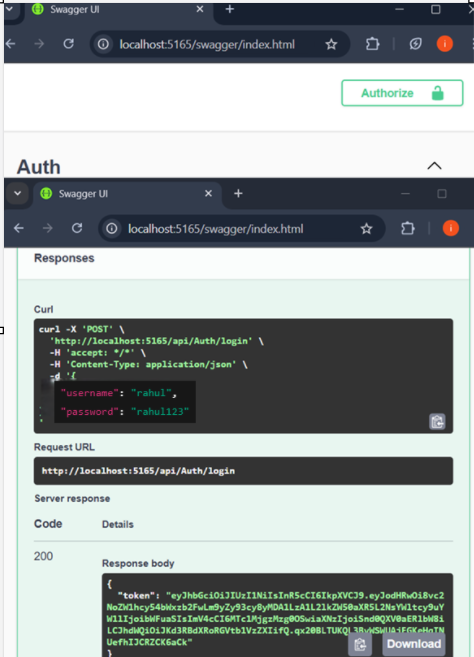 Swagger UI
localhost:5165/swagger/index.html
Authorize
Auth
Swagger UI
localhost:5165/swagger/index.html
Responses
Curl
curl -X 'POST' \
'http://localhost:5165/api/Auth/login' \
-H 'accept: */*' \
-H 'Content-Type: application/json' \
-d '{
"username": "rahul",
"password": "rahul123"
'
Request URL
http://localhost:5165/api/Auth/login
Server response
Code Details
200
Response body
{
"token":
Download
}